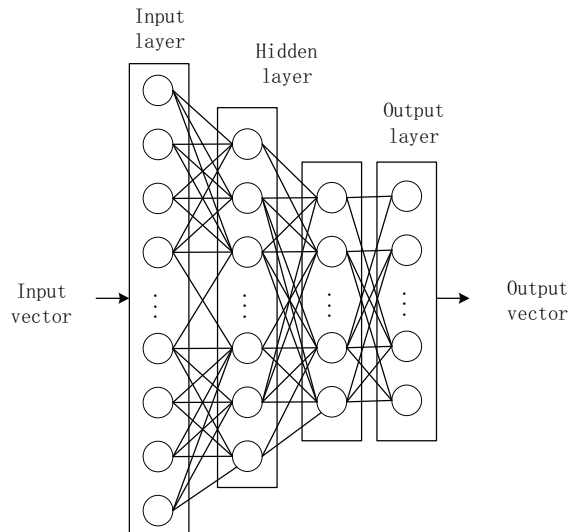 Input
layer
Hidden
layer
Output
layer
Input
vector
Output
vector